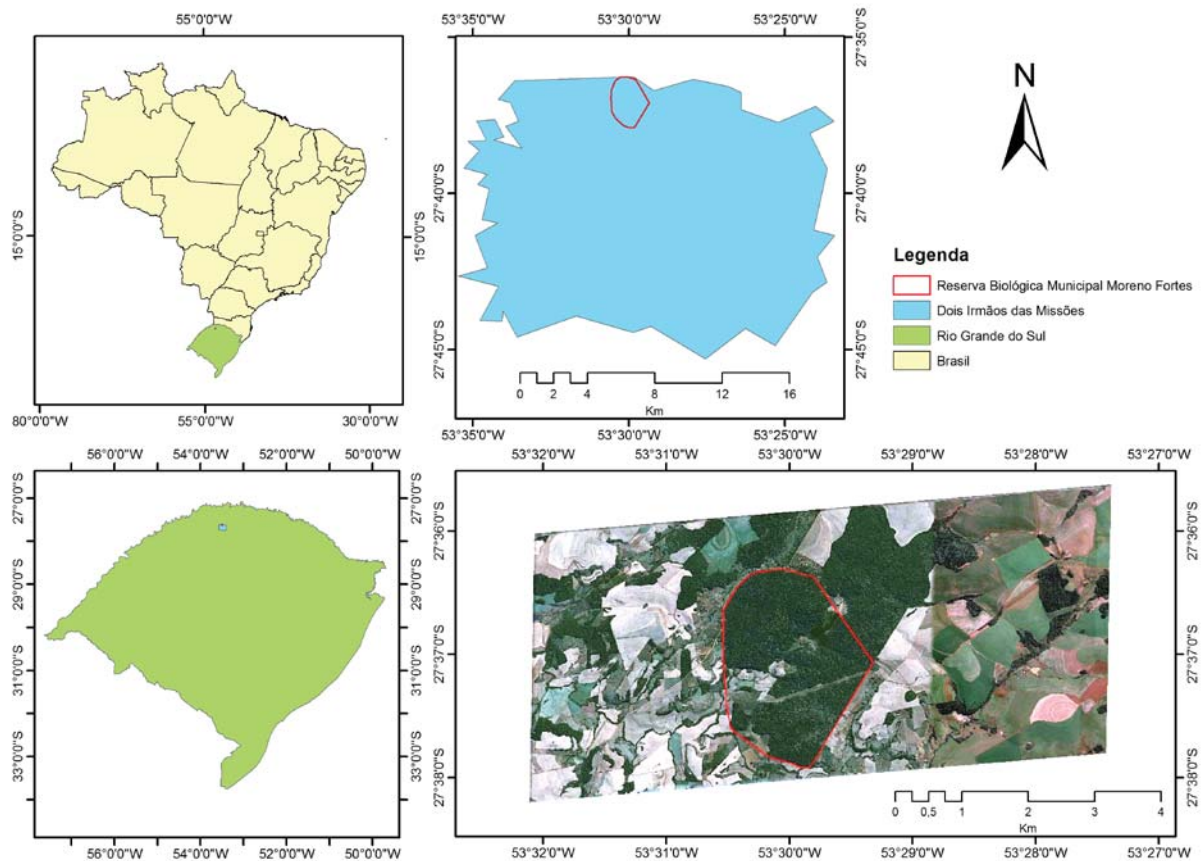 55°0'0"W
15°0'0"S
15°0'0"S
80°0'0"W
55°0'0"W
30°0'0"W
53°35'0"W
53°30'0"W
53°25'0"W
27°35'0"S
27°35'0"S
27°40'0"S
27°40'0"S
27°45'0"S
27°45'0"S
0 2 4 8 12 16
Km
53°35'0"W
53°30'0"W
53°25'0"W
N
Legenda
Reserva Biológica Municipal Moreno Fortes
Dois Irmãos das Missões
Rio Grande do Sul
Brasil
56°0'0"W
54°0'0"W
52°0'0"W
50°0'0"W
27°0'0"S
27°0'0"S
29°0'0"S
29°0'0"S
31°0'0"S
31°0'0"S
33°0'0"S
33°0'0"S
56°0'0"W
54°0'0"W
52°0'0"W
50°0'0"W
53°32'0"W
53°31'0"W
53°30'0"W
53°29'0"W
53°28'0"W
53°27'0"W
27°36'0"S
27°36'0"S
27°37'0"S
27°37'0"S
27°38'0"S
27°38'0"S
0 0,5 1 2 3 4
Km
53°32'0"W
53°31'0"W
53°30'0"W
53°29'0"W
53°28'0"W
53°27'0"W